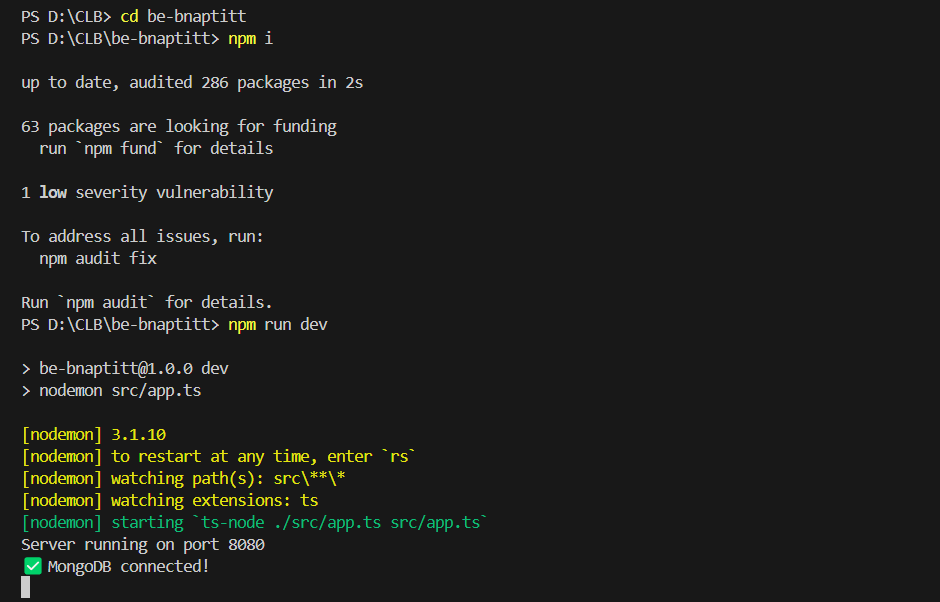 PS D:\CLB> cd be-bnaptitt
PS D:\CLB\be-bnaptitt> npm i
up to date, audited 286 packages in 2s
63 packages are looking for funding
  run `npm fund` for details
1 low severity vulnerability
To address all issues, run:
  npm audit fix
Run `npm audit` for details.
PS D:\CLB\be-bnaptitt> npm run dev
> be-bnaptitt@1.0.0 dev
> nodemon src/app.ts
[nodemon] 3.1.10
[nodemon] to restart at any time, enter `rs`
[nodemon] watching path(s): src\**\*
[nodemon] watching extensions: ts
[nodemon] starting `ts-node ./src/app.ts src/app.ts`
Server running on port 8080
✅ MongoDB connected!